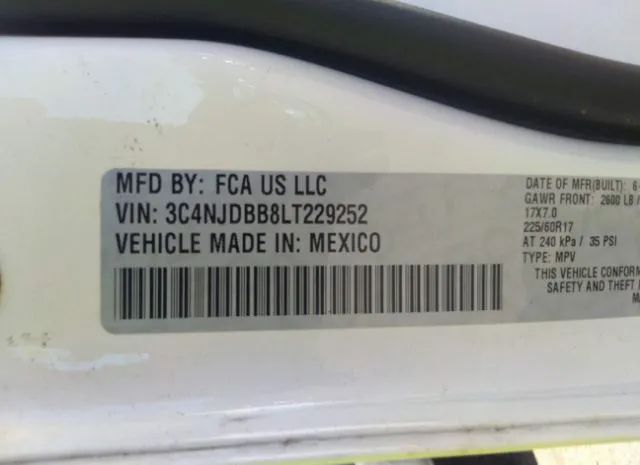 MFD BY: FCA US LLC
VIN: 3C4NJDBB8LT229252
VEHICLE MADE IN: MEXICO
DATE OF MFR(BUILT): 6-
GAWR FRONT: 2600 LB /
17X7.0
225/60R17
AT 240 kPa / 35 PSI
TYPE: MPV
THIS VEHICLE CONFORM
SAFETY AND THEFT